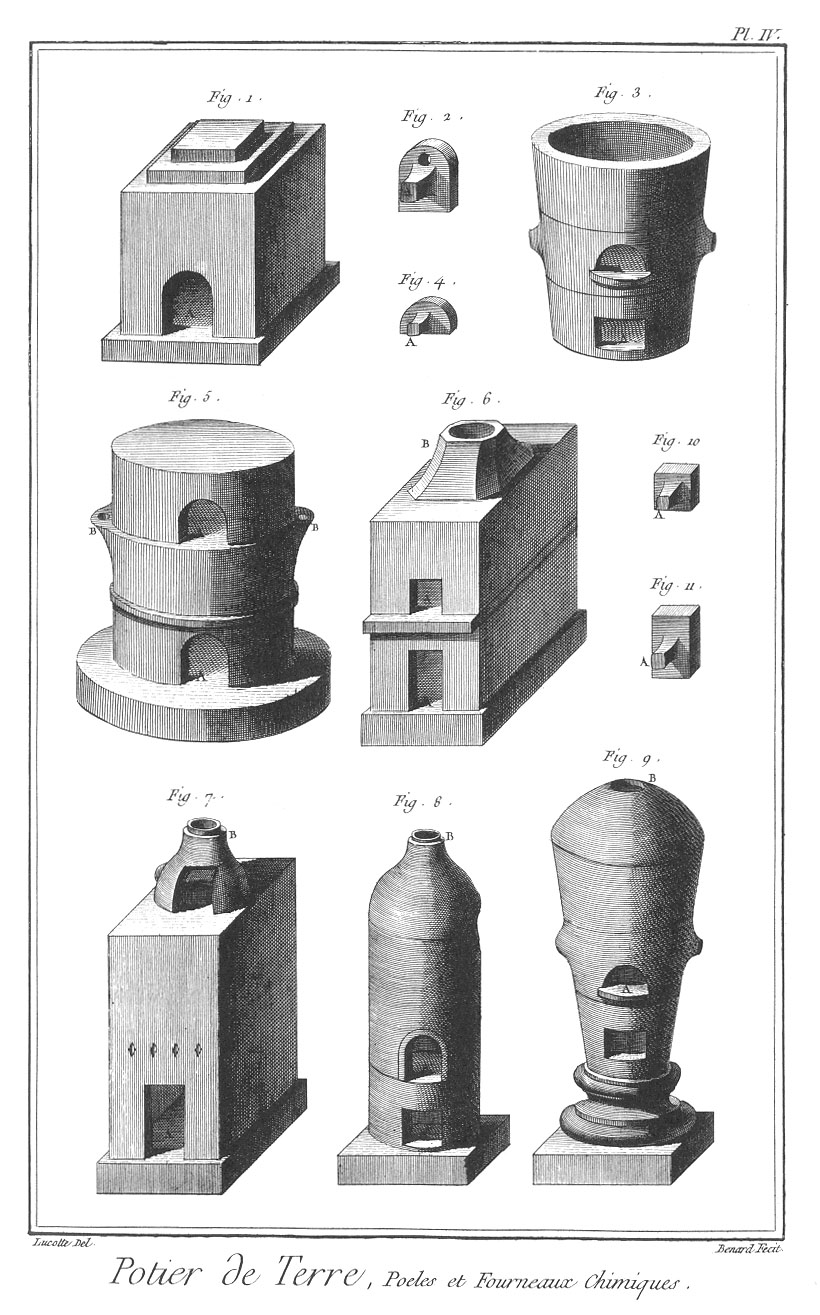 Pl. IV.
Fig. 1.
Fig. 2.
Fig. 3.
Fig. 4.
A
Fig. 5.
B
B
A
Fig. 6.
B
A
Fig. 10
A
Fig. 11.
A
Fig. 7.
B
A
Fig. 8.
B
Fig. 9.
B
A
Lucotte Del.
Benard Fecit.
Potier de Terre, Poeles et Fourneaux Chimiques.